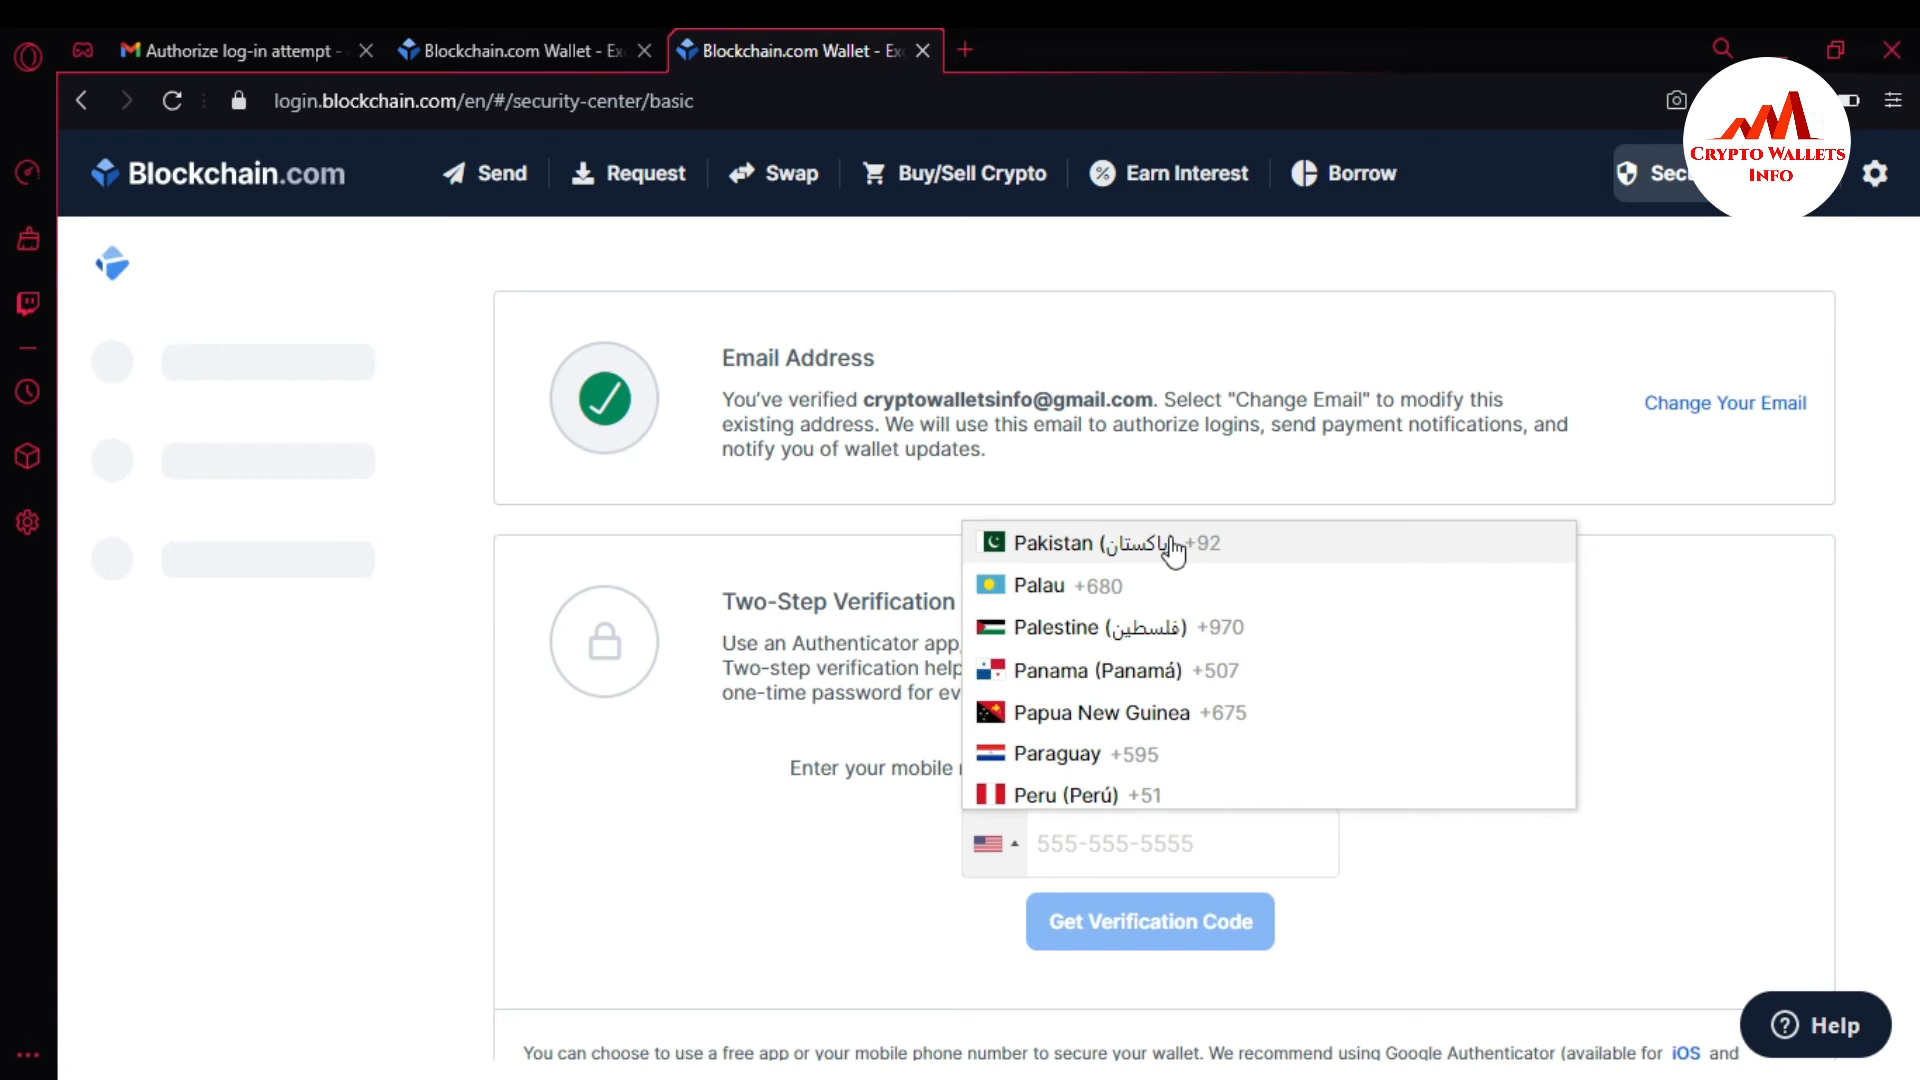 Authorize log-in attempt -
Blockchain.com Wallet - Ex
Blockchain.com Wallet - Ex
login.blockchain.com/en/#/security-center/basic
Blockchain.com
Send
Request
Swap
Buy/Sell Crypto
Earn Interest
Borrow
CRYPTO WALLETS
INFO
Email Address
You've verified cryptowalletsinfo@gmail.com. Select "Change Email" to modify this
existing address. We will use this email to authorize logins, send payment notifications, and
notify you of wallet updates.
Change Your Email
Two-Step Verification
Use an Authenticator app,
Two-step verification help
one-time password for ev
Enter your mobile
Pakistan (پاکستان) +92
Palau +680
Palestine (فلسطين) +970
Panama (Panamá) +507
Papua New Guinea +675
Paraguay +595
Peru (Perú) +51
555-555-5555
Get Verification Code
You can choose to use a free app or your mobile phone number to secure your wallet. We recommend using Google Authenticator (available for iOS and
Help